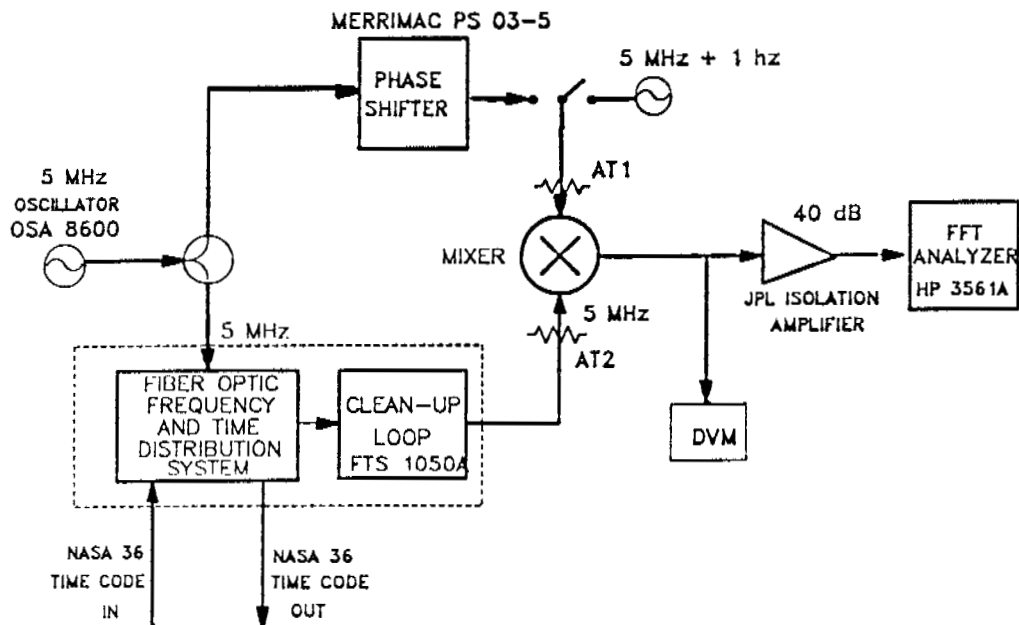 MERRIMAC PS 03-5
PHASE
SHIFTER
5 MHz + 1 hz
AT1
5 MHz
OSCILLATOR
OSA 8600
MIXER
40 dB
JPL ISOLATION
AMPLIFIER
FFT
ANALYZER
HP 3561A
5 MHz
AT2
5 MHz
FIBER OPTIC
FREQUENCY
AND TIME
DISTRIBUTION
SYSTEM
CLEAN-UP
LOOP
FTS 1050A
DVM
NASA 36
TIME CODE
IN
NASA 36
TIME CODE
OUT